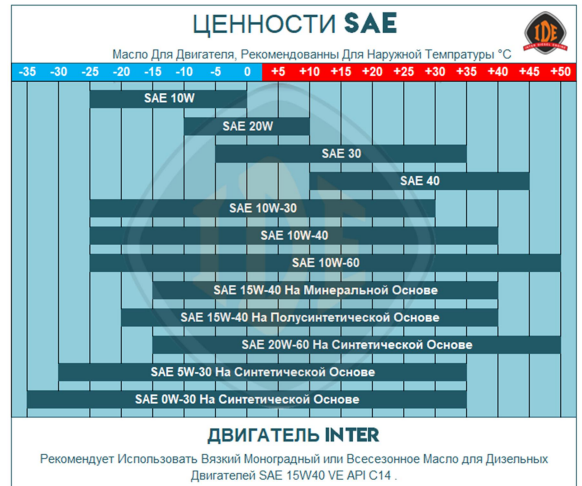 ЦЕННОСТИ SAE
IDE
Масло Для Двигателя, Рекомендованны Для Наружной Темпратуры °C
-35 -30 -25 -20 -15 -10 -5 0 +5 +10 +15 +20 +25 +30 +35 +40 +45 +50
SAE 10W
SAE 20W
SAE 30
SAE 40
SAE 10W-30
SAE 10W-40
SAE 10W-60
SAE 15W-40 На Минеральной Основе
SAE 15W-40 На Полусинтетической Основе
SAE 20W-60 На Синтетической Основе
SAE 5W-30 На Синтетической Основе
SAE 0W-30 На Синтетической Основе
IDE
ДВИГАТЕЛЬ INTER
Рекомендует Использовать Вязкий Моноградный или Всесезонное Масло для Дизельных
Двигателей SAE 15W40 VE API C14 .